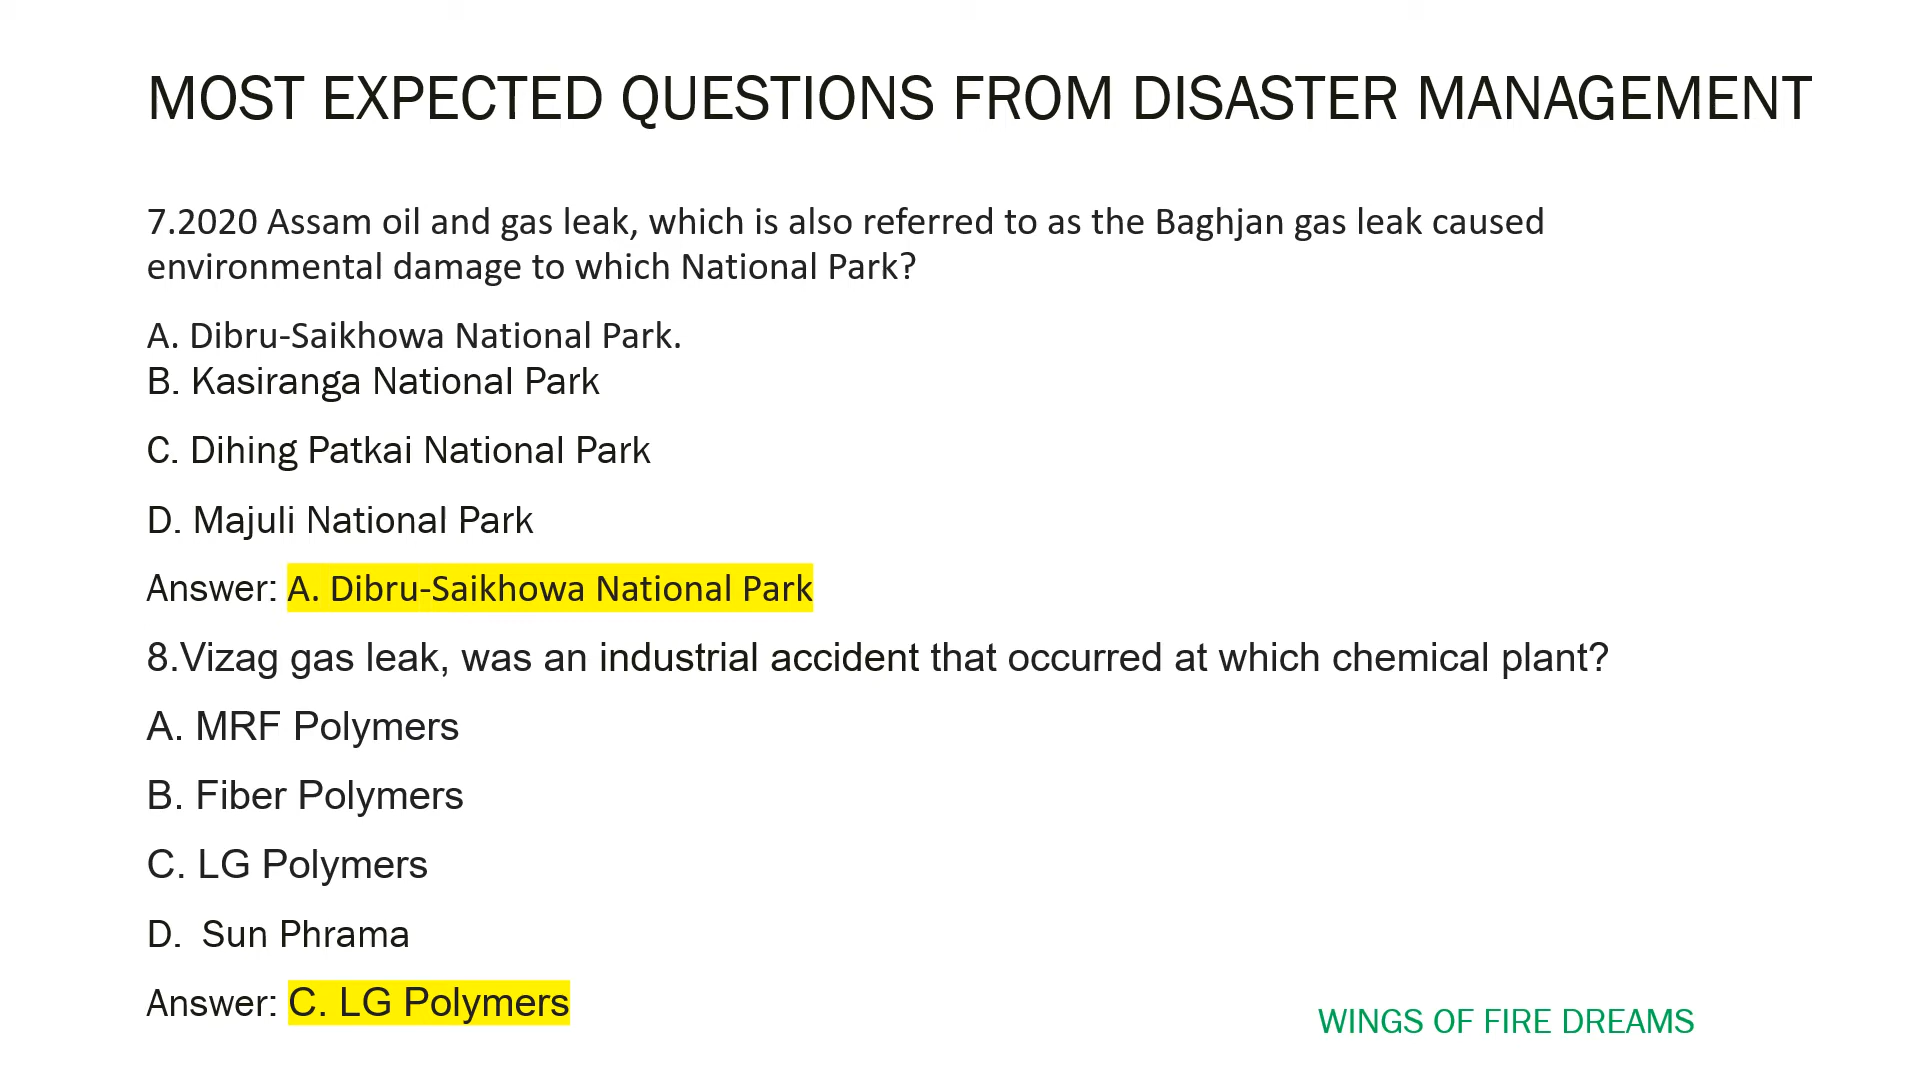 MOST EXPECTED QUESTIONS FROM DISASTER MANAGEMENT
7.2020 Assam oil and gas leak, which is also referred to as the Baghjan gas leak caused
environmental damage to which National Park?
A. Dibru-Saikhowa National Park.
B. Kasiranga National Park
C. Dihing Patkai National Park
D. Majuli National Park
Answer: A. Dibru-Saikhowa National Park
8.Vizag gas leak, was an industrial accident that occurred at which chemical plant?
A. MRF Polymers
B. Fiber Polymers
C. LG Polymers
D. Sun Phrama
Answer: C. LG Polymers
WINGS OF FIRE DREAMS